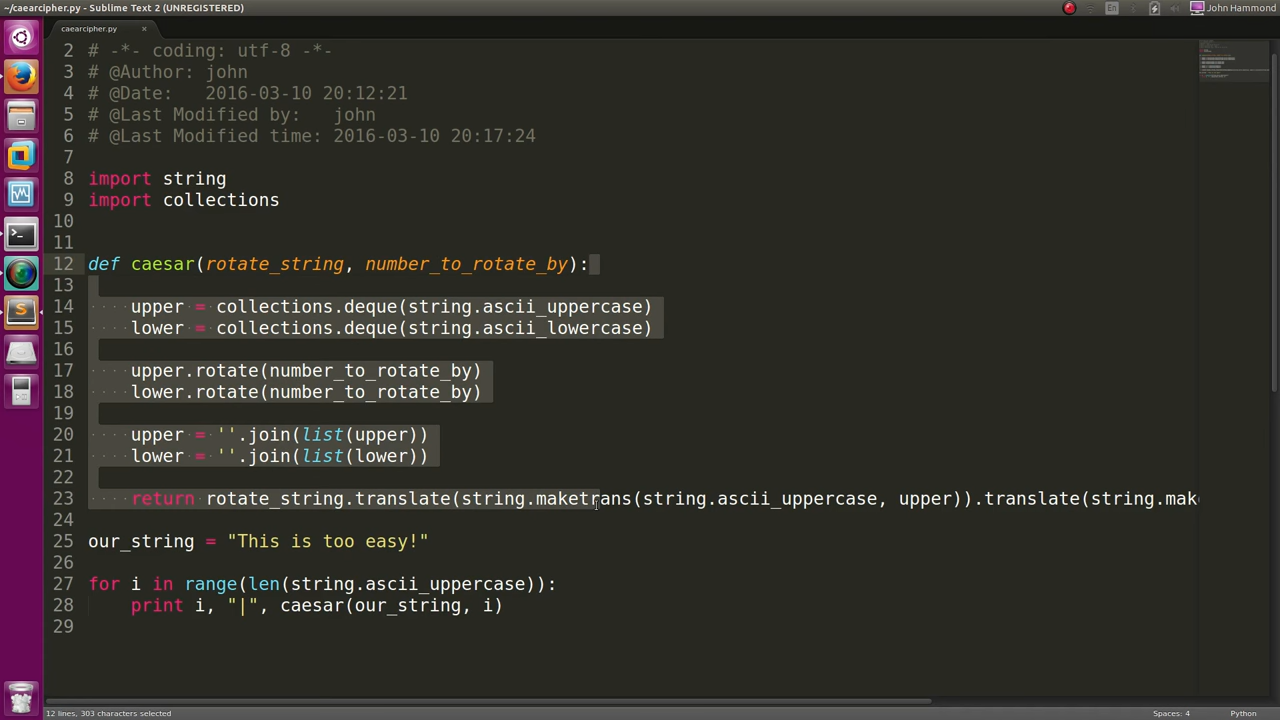 ~/caearcipher.py - Sublime Text 2 (UNREGISTERED)
En
John Hammond
caearcipher.py ×
2 # -*- coding: utf-8 -*-
3 # @Author: john
4 # @Date:   2016-03-10 20:12:21
5 # @Last Modified by:   john
6 # @Last Modified time: 2016-03-10 20:17:24
7
8 import string
9 import collections
10
11
12 def caesar(rotate_string, number_to_rotate_by):
13
14     upper = collections.deque(string.ascii_uppercase)
15     lower = collections.deque(string.ascii_lowercase)
16
17     upper.rotate(number_to_rotate_by)
18     lower.rotate(number_to_rotate_by)
19
20     upper = ''.join(list(upper))
21     lower = ''.join(list(lower))
22
23     return rotate_string.translate(string.maketrans(string.ascii_uppercase, upper)).translate(string.mak
24
25 our_string = "This is too easy!"
26
27 for i in range(len(string.ascii_uppercase)):
28     print i, "|", caesar(our_string, i)
29
12 lines, 303 characters selected
Spaces: 4
Python